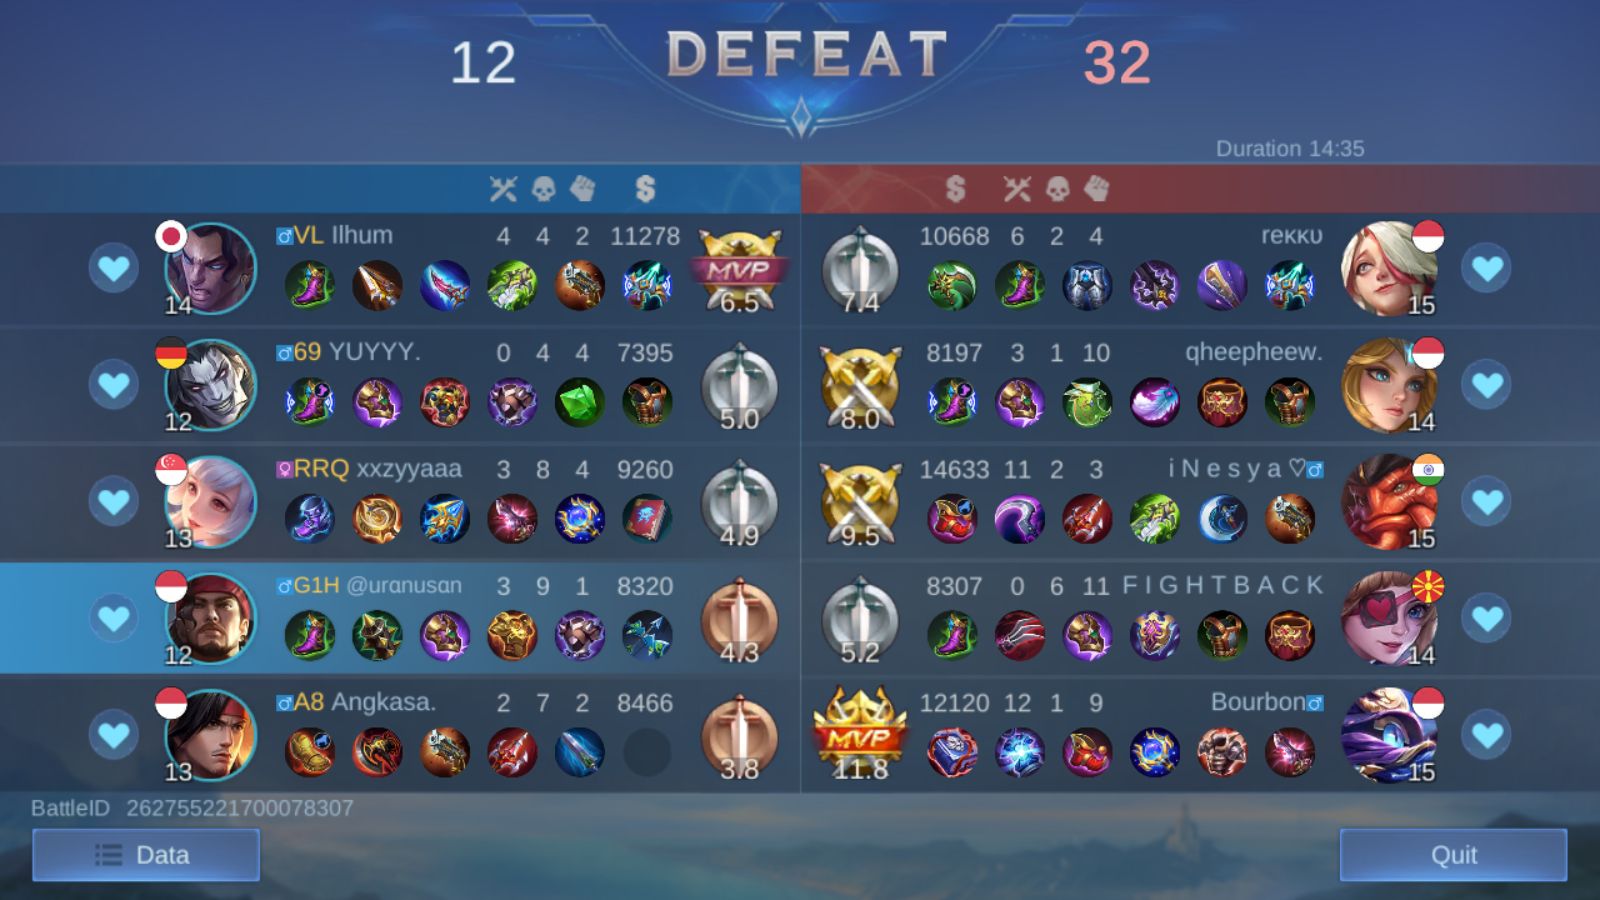 12 DEFEAT 32
Duration 14:35
VL Ilhum 4 4 2 11278 MVP 6.5 14
7.4 10668 6 2 4 ʀᴇᴋᴋᴜ 15
69 YUYYY. 0 4 4 7395 5.0 12
8.0 8197 3 1 10 qheepheew. 14
RRQ xxzyyaaa 3 8 4 9260 4.9 13
9.5 14633 11 2 3 i N e s y a ♡ 15
G1H @urɑnusɑn 3 9 1 8320 4.3 12
5.2 8307 0 6 11 F I G H T B A C K 14
A8 Angkasa. 2 7 2 8466 3.8 13
MVP 11.8 12120 12 1 9 Bourbon 15
BattleID 262755221700078307
Data
Quit